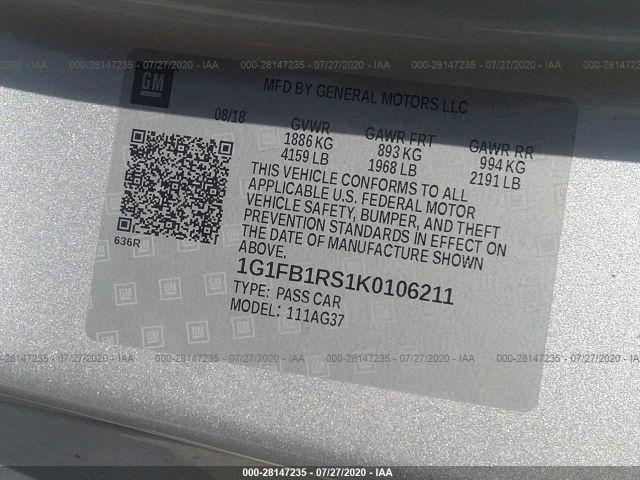 000-28147235 - 07/27/2020 - IAA
000-28147235 - 07/27/2020 - IAA
000-28147235 - 07/27/2020 - IAA
GM
MFD BY GENERAL MOTORS LLC
08/18
GVWR GAWR FRT GAWR RR
1886 KG 893 KG 994 KG
4159 LB 1968 LB 2191 LB
THIS VEHICLE CONFORMS TO ALL
APPLICABLE U.S. FEDERAL MOTOR
VEHICLE SAFETY, BUMPER, AND THEFT
PREVENTION STANDARDS IN EFFECT ON
THE DATE OF MANUFACTURE SHOWN
ABOVE.
636R
1G1FB1RS1K0106211
TYPE: PASS CAR
MODEL: 111AG37
000-28147235 - 07/27/2020 - IAA
000-28147235 - 07/27/2020 - IAA
000-28147235 - 07/27/2020 - IAA
000-28147235 - 07/27/2020 - IAA